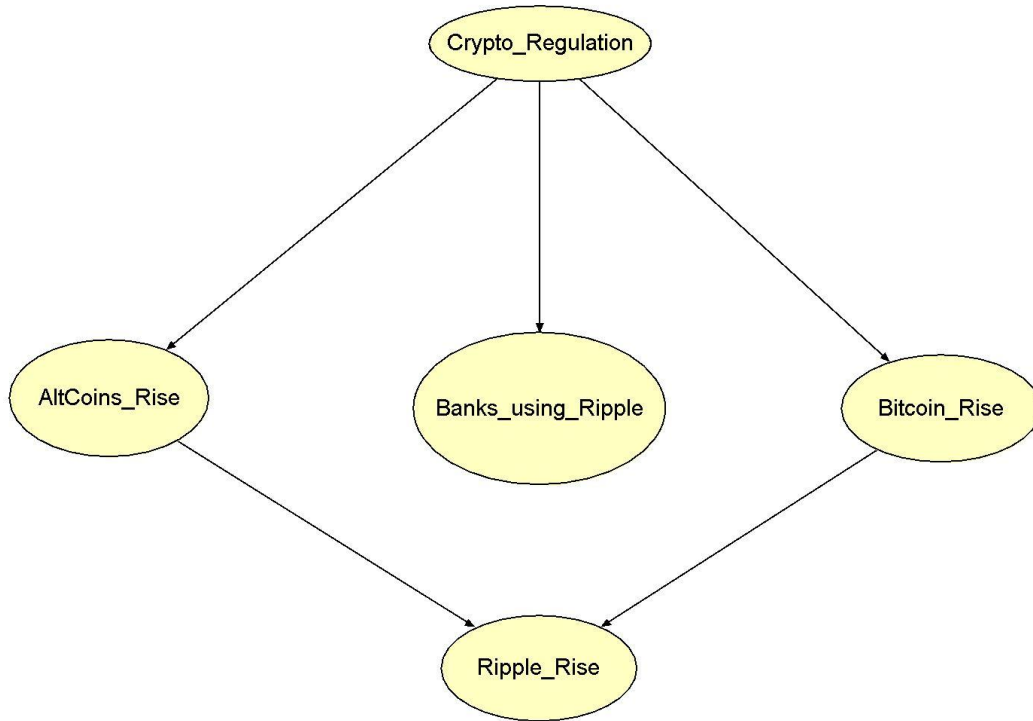 Crypto_Regulation
AltCoins_Rise
Banks_using_Ripple
Bitcoin_Rise
Ripple_Rise